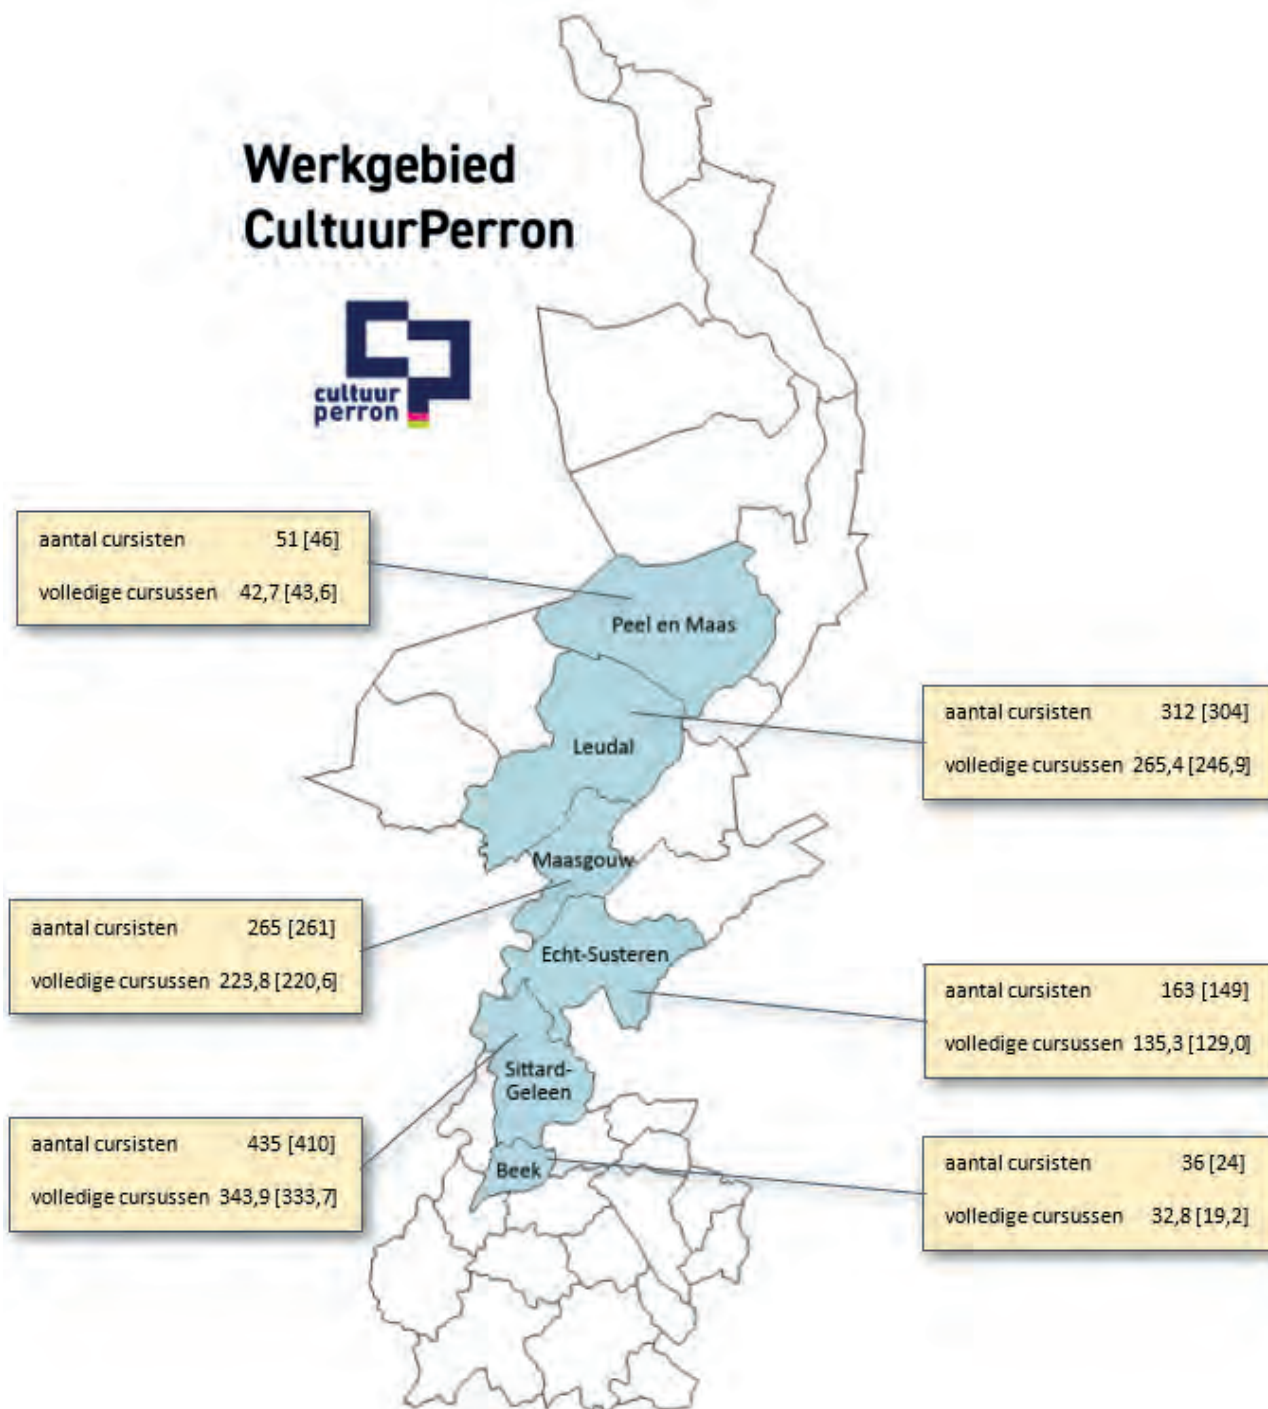 Werkgebied
CultuurPerron
cultuur
perron
aantal cursisten 51 [46]
volledige cursussen 42,7 [43,6]
Peel en Maas
aantal cursisten 312 [304]
volledige cursussen 265,4 [246,9]
Leudal
Maasgouw
aantal cursisten 265 [261]
volledige cursussen 223,8 [220,6]
Echt-Susteren
aantal cursisten 163 [149]
volledige cursussen 135,3 [129,0]
Sittard-
Geleen
aantal cursisten 435 [410]
volledige cursussen 343,9 [333,7]
Beek
aantal cursisten 36 [24]
volledige cursussen 32,8 [19,2]